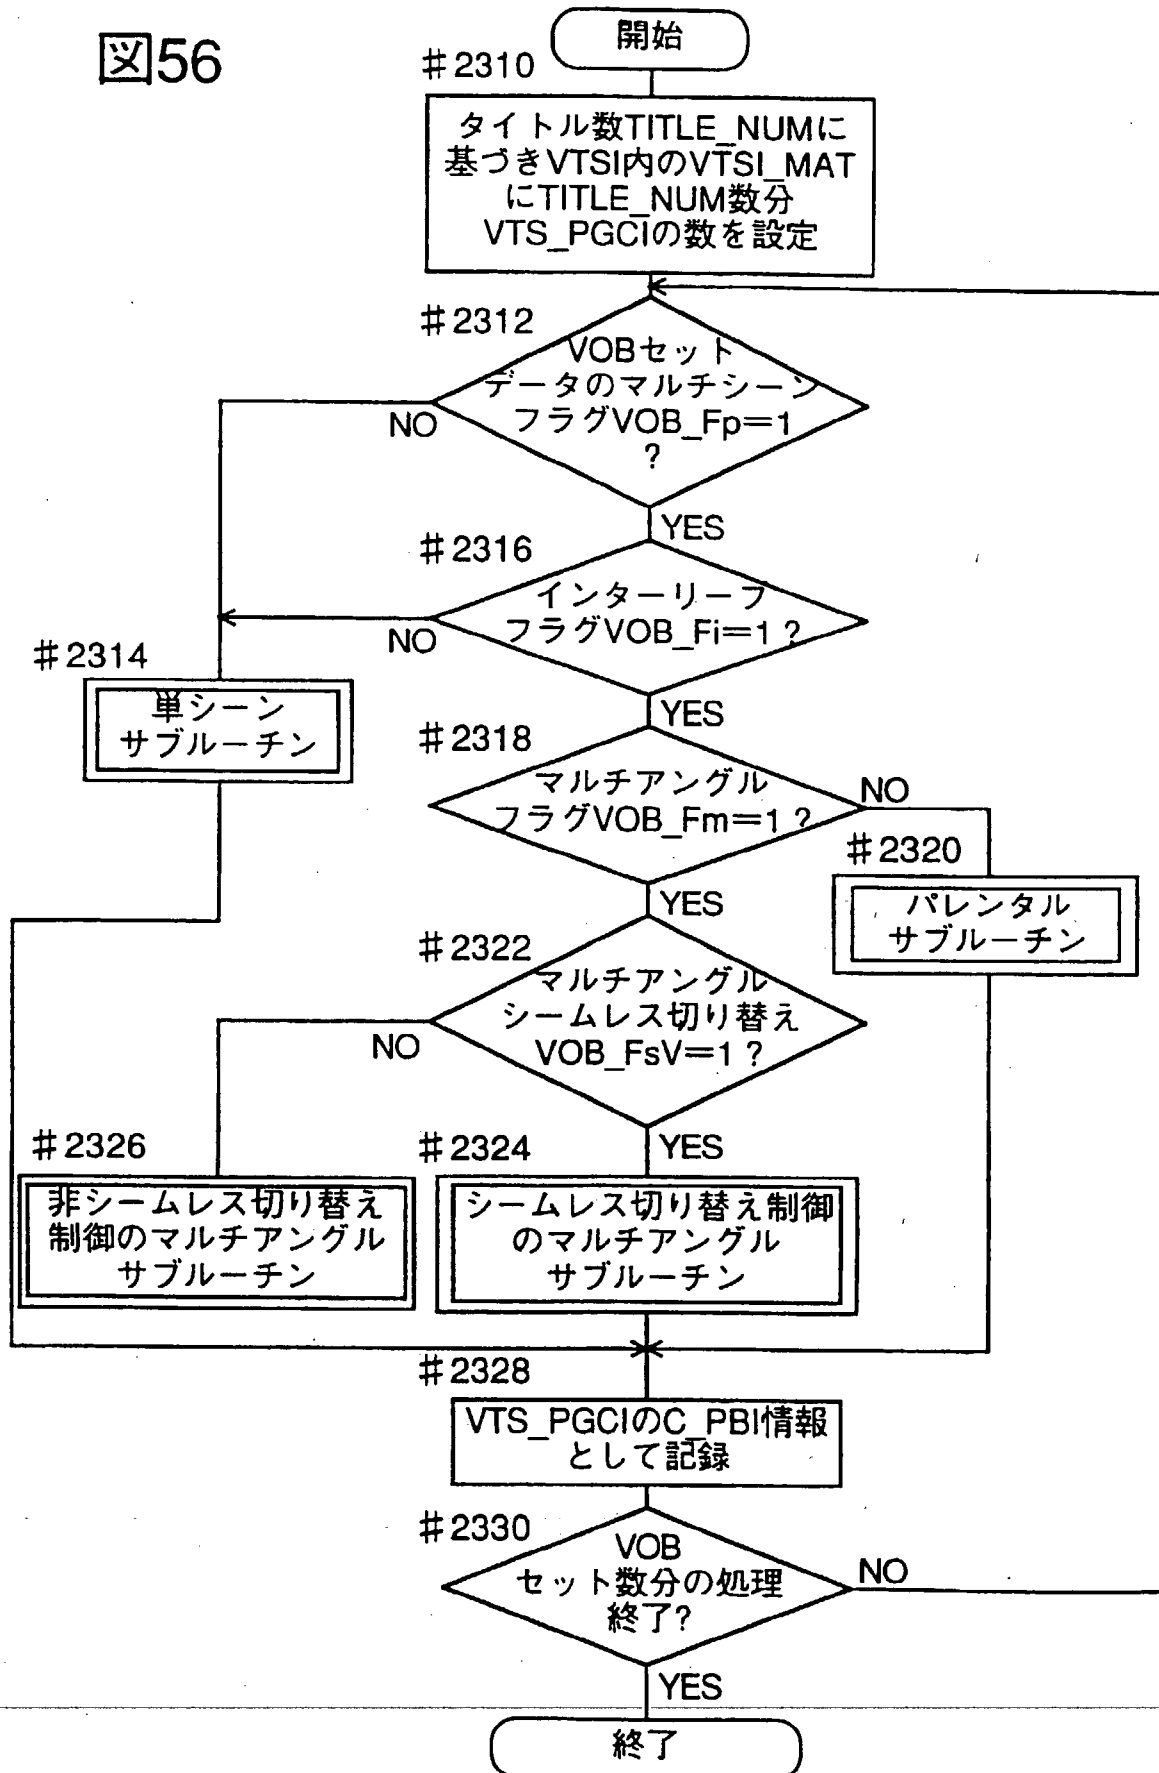 図56
開始
#2310
タイトル数TITLE_NUMに
基づきVTSI内のVTSI_MAT
にTITLE_NUM数分
VTS_PGCIの数を設定
#2312
VOBセット
データのマルチシーン
フラグVOB_Fp=1
?
NO
YES
#2316
インターリーフ
フラグVOB_Fi=1?
NO
YES
#2314
単シーン
サブルーチン
#2318
マルチアングル
フラグVOB_Fm=1?
NO
YES
#2320
パレンタル
サブルーチン
#2322
マルチアングル
シームレス切り替え
VOB_FsV=1?
NO
YES
#2326
非シームレス切り替え
制御のマルチアングル
サブルーチン
#2324
シームレス切り替え制御
のマルチアングル
サブルーチン
#2328
VTS_PGCIのC_PBI情報
として記録
#2330
VOB
セット数分の処理
終了?
NO
YES
終了